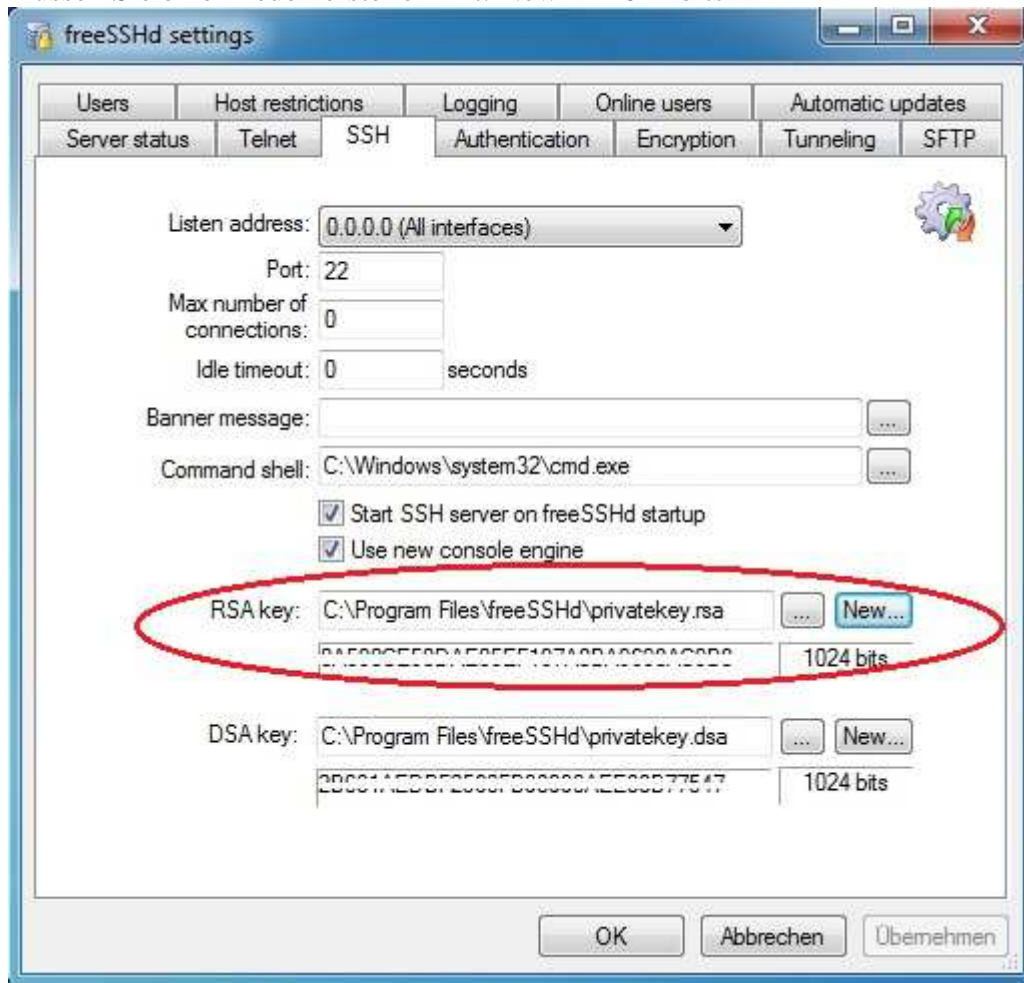 freeSSHd settings
Users Host restrictions Logging Online users Automatic updates
Server status Telnet SSH Authentication Encryption Tunneling SFTP
Listen address: 0.0.0.0 (All interfaces)
Port: 22
Max number of
connections: 0
Idle timeout: 0 seconds
Banner message: ...
Command shell: C:\Windows\system32\cmd.exe ...
Start SSH server on freeSSHd startup
Use new console engine
RSA key: C:\Program Files\freeSSHd\privatekey.rsa ... New...
1024 bits
DSA key: C:\Program Files\freeSSHd\privatekey.dsa ... New...
1024 bits
OK Abbrechen Übernehmen